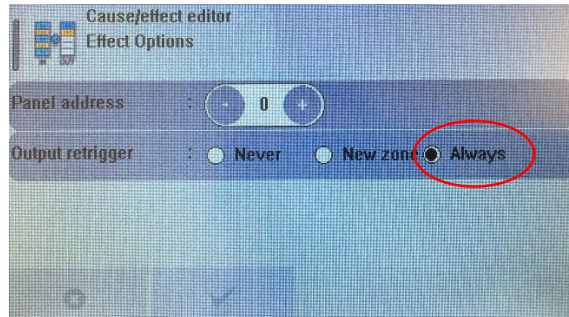 Cause/effect editor
Effect Options
Panel address : - 0 +
Output retrigger : Never New zone Always